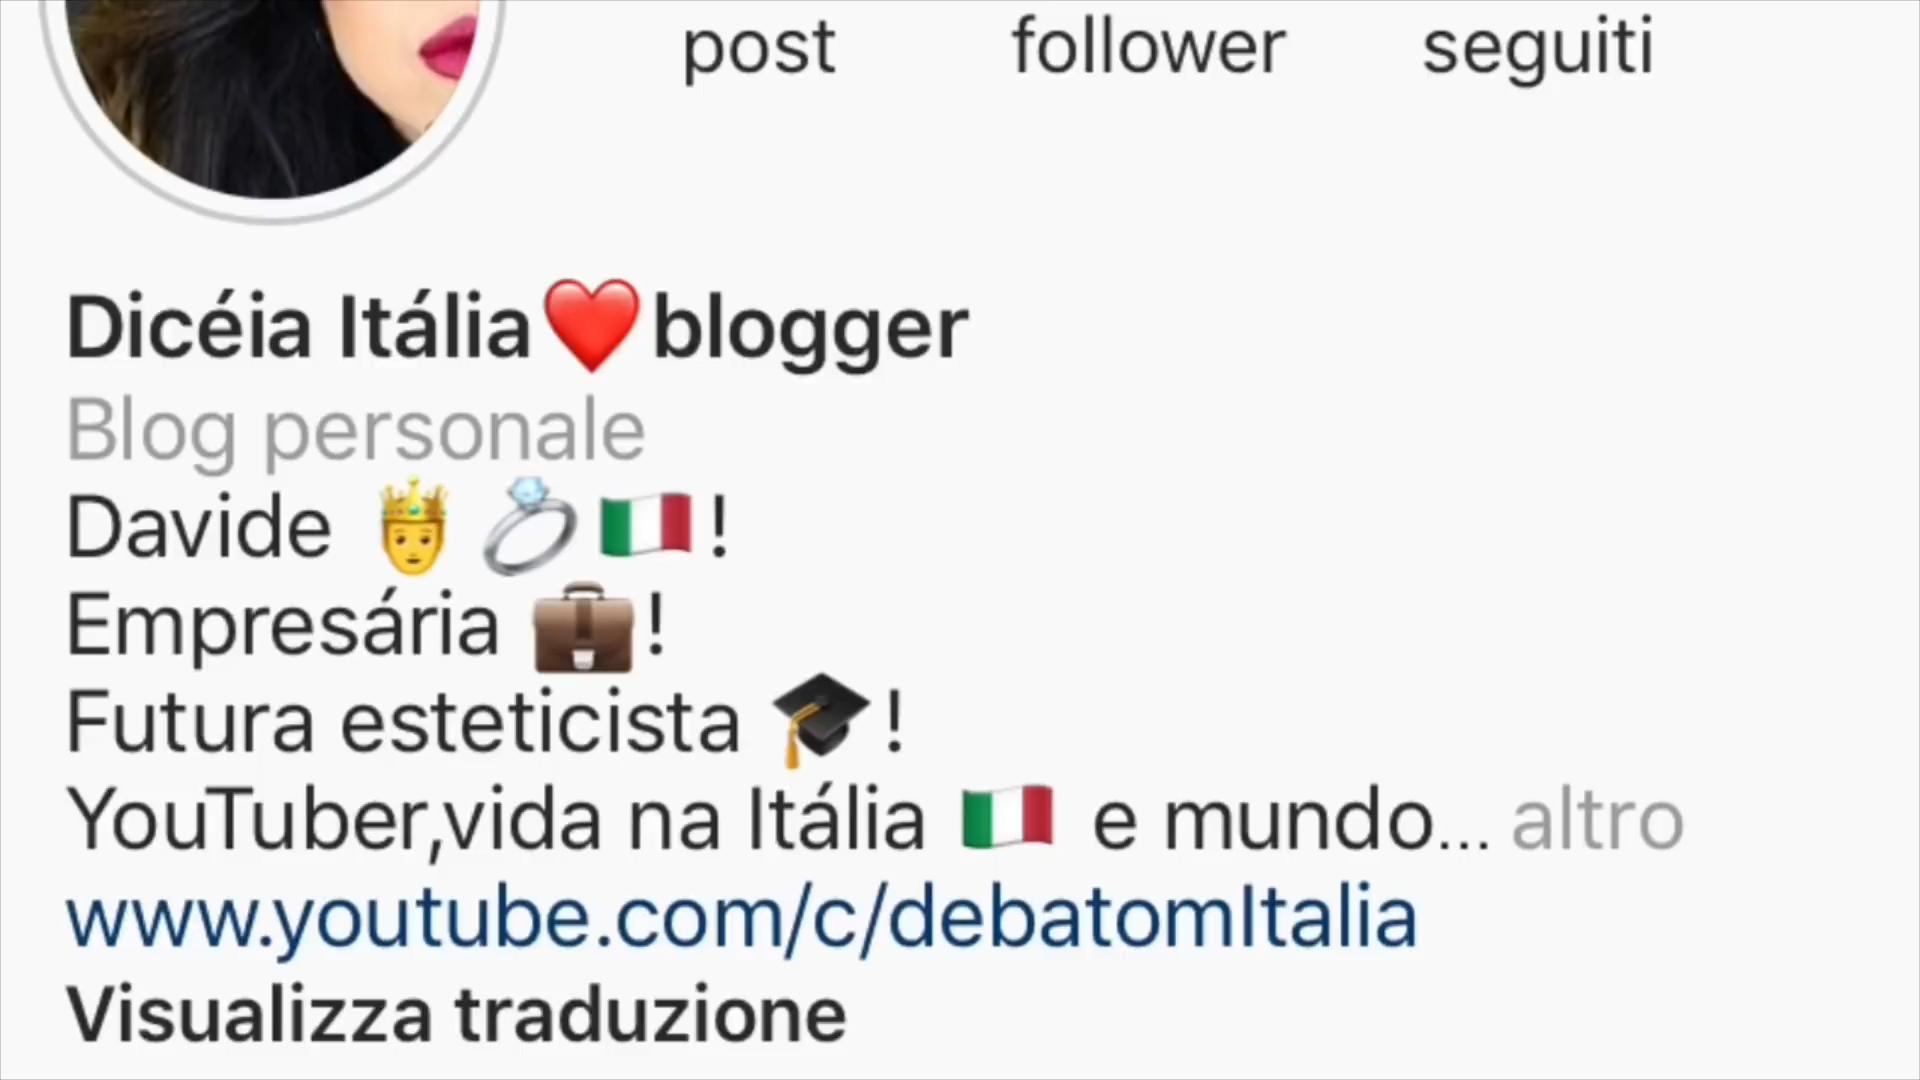 post follower seguiti
Dicéia Itália❤️blogger
Blog personale
Davide 🤴 💍🇮🇹!
Empresária 💼!
Futura esteticista 🎓!
YouTuber,vida na Itália 🇮🇹 e mundo... altro
www.youtube.com/c/debatomItalia
Visualizza traduzione